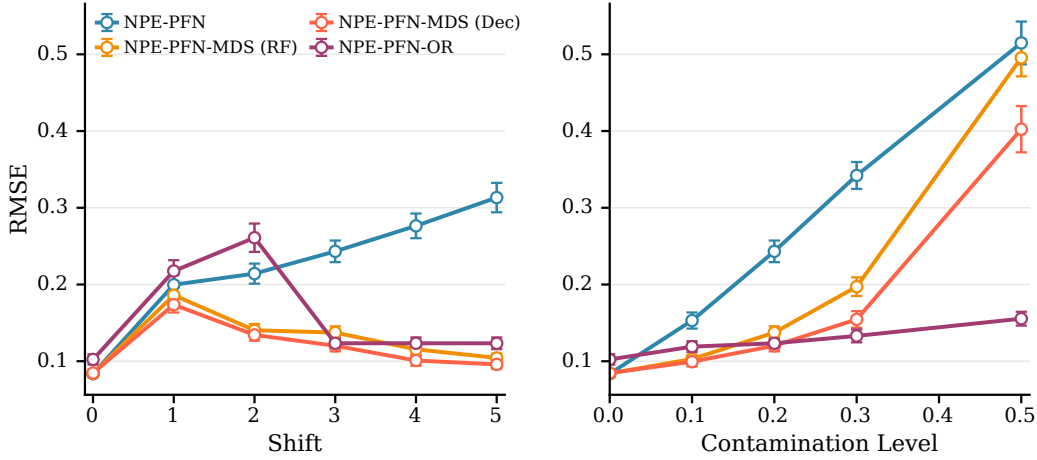 NPE-PFN
NPE-PFN-MDS (RF)
NPE-PFN-MDS (Dec)
NPE-PFN-OR
RMSE
0.5
0.4
0.3
0.2
0.1
0 1 2 3 4 5
Shift
0.5
0.4
0.3
0.2
0.1
0.0 0.1 0.2 0.3 0.4 0.5
Contamination Level